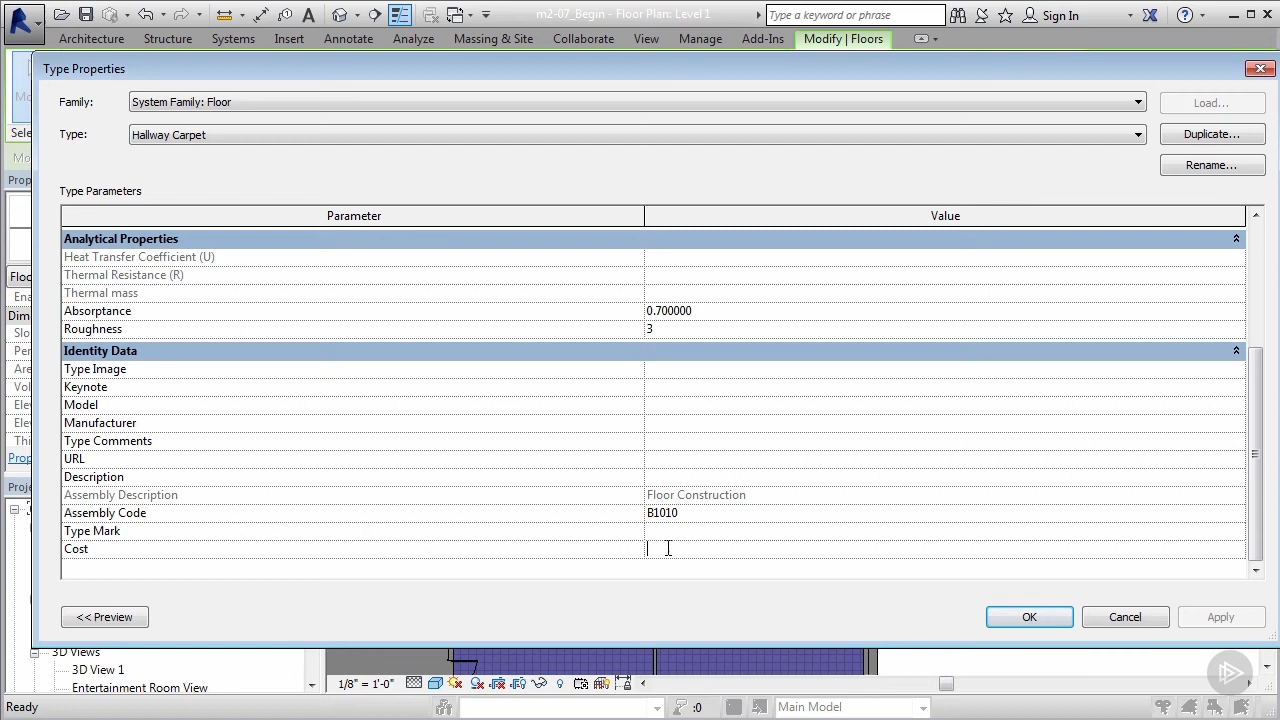 m2-07_Begin - Floor Plan: Level 1
Type a keyword or phrase
Sign In
Architecture Structure Systems Insert Annotate Analyze Massing & Site Collaborate View Manage Add-Ins Modify | Floors
Type Properties
Family: System Family: Floor Load...
Type: Hallway Carpet Duplicate...
Rename...
Type Parameters
Parameter Value
Analytical Properties
Heat Transfer Coefficient (U)
Thermal Resistance (R)
Thermal mass
Absorptance 0.700000
Roughness 3
Identity Data
Type Image
Keynote
Model
Manufacturer
Type Comments
URL
Description
Assembly Description Floor Construction
Assembly Code B1010
Type Mark
Cost
<< Preview OK Cancel Apply
3D Views
3D View 1
Entertainment Room View
1/8" = 1'-0"
Ready :0 Main Model